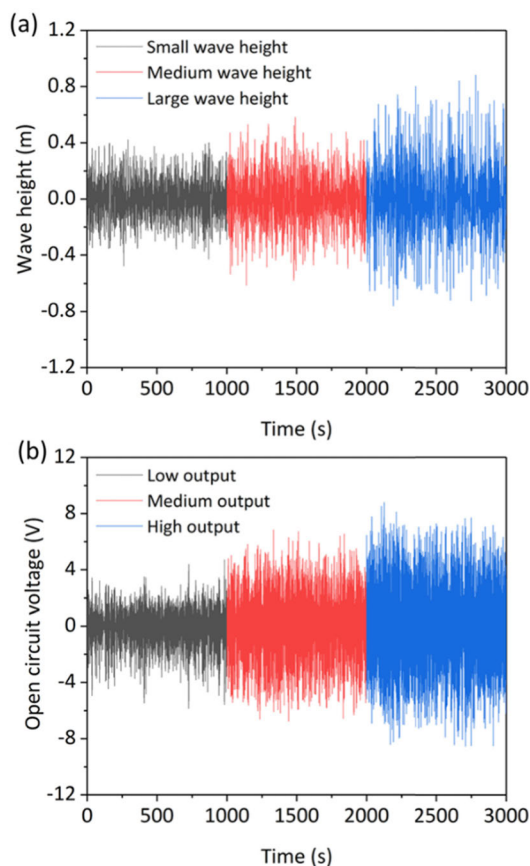 (a)
Wave height (m)
1.2
0.8
0.4
0.0
-0.4
-0.8
-1.2
Small wave height
Medium wave height
Large wave height
0 500 1000 1500 2000 2500 3000
Time (s)
(b)
Open circuit voltage (V)
12
8
4
0
-4
-8
-12
Low output
Medium output
High output
0 500 1000 1500 2000 2500 3000
Time (s)